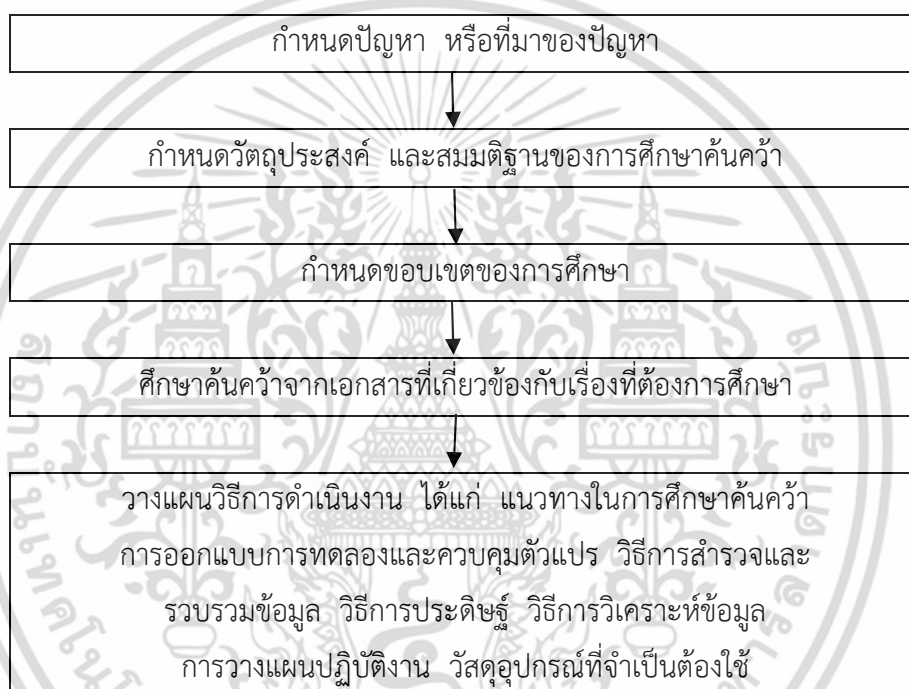 กำหนดปัญหา หรือที่มาของปัญหา
กำหนดวัตถุประสงค์ และสมมติฐานของการศึกษาค้นคว้า
กำหนดขอบเขตของการศึกษา
ศึกษาค้นคว้าจากเอกสารที่เกี่ยวข้องกับเรื่องที่ต้องการศึกษา
วางแผนวิธีการดำเนินงาน ได้แก่ แนวทางในการศึกษาค้นคว้า
การออกแบบการทดลองและควบคุมตัวแปร วิธีการสำรวจและ
รวบรวมข้อมูล วิธีการประดิษฐ์ วิธีการวิเคราะห์ข้อมูล
การวางแผนปฏิบัติงาน วัสดุอุปกรณ์ที่จำเป็นต้องใช้